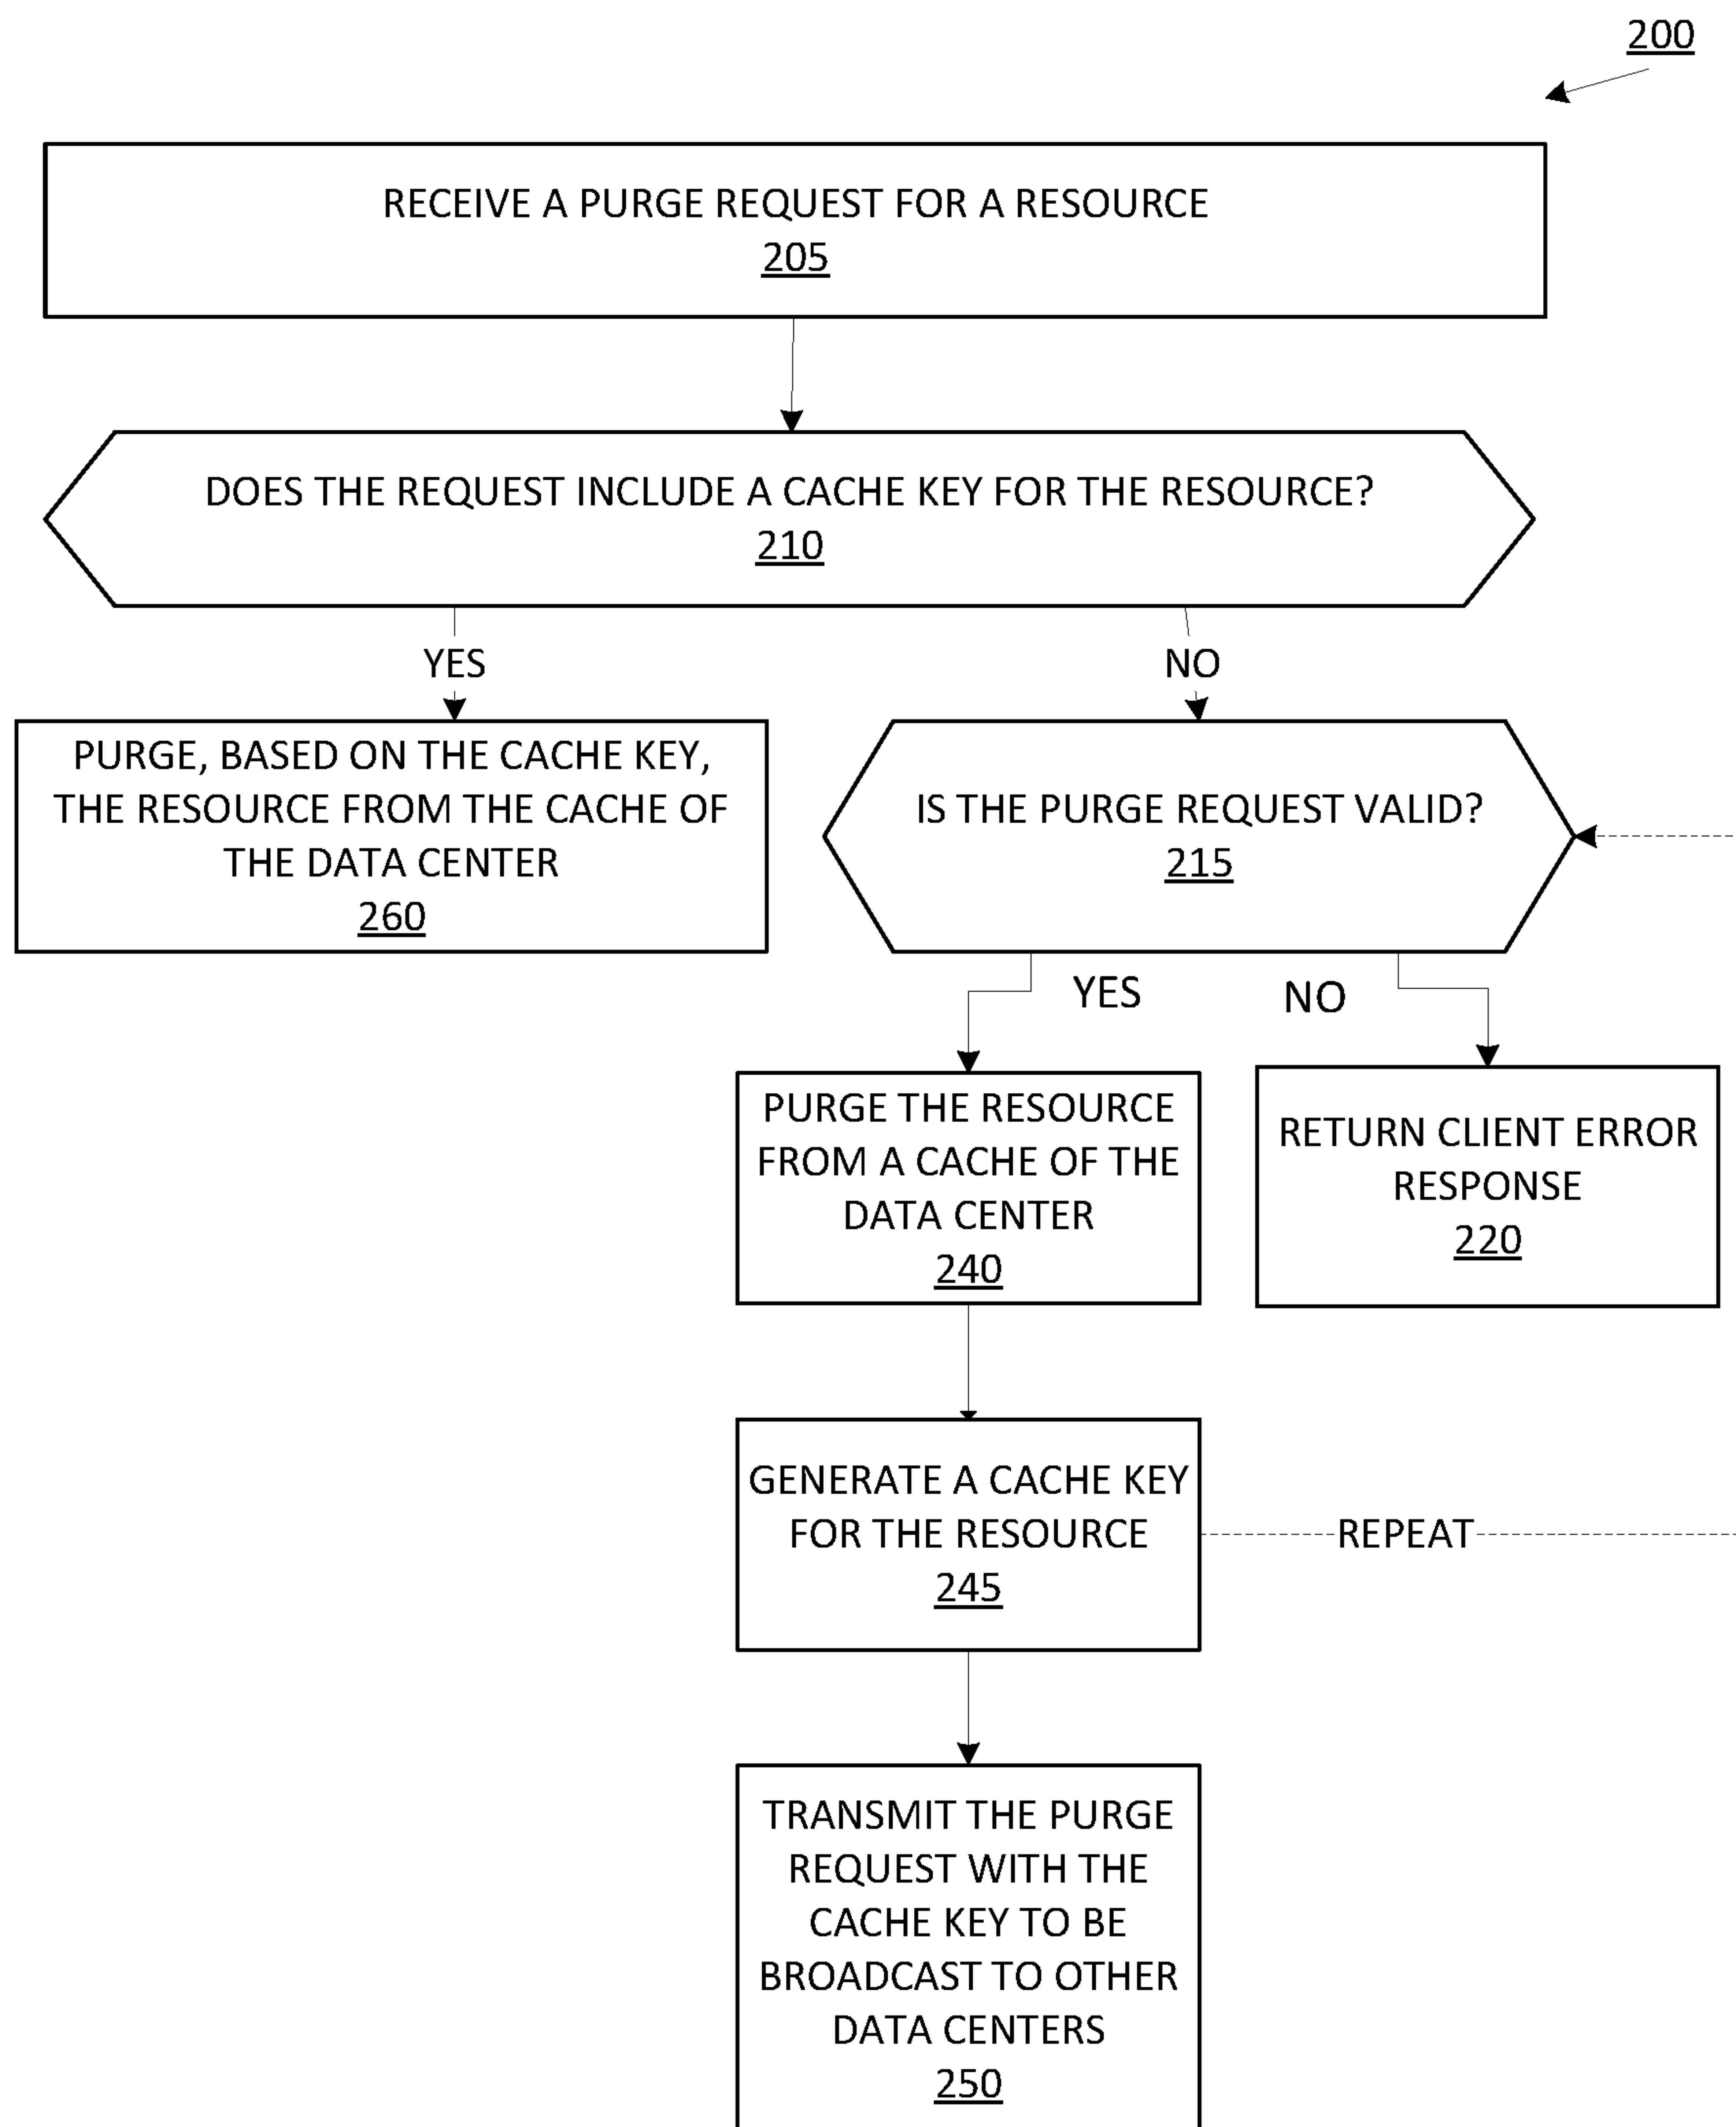 200
RECEIVE A PURGE REQUEST FOR A RESOURCE
205
DOES THE REQUEST INCLUDE A CACHE KEY FOR THE RESOURCE?
210
YES
NO
PURGE, BASED ON THE CACHE KEY,
THE RESOURCE FROM THE CACHE OF
THE DATA CENTER
260
IS THE PURGE REQUEST VALID?
215
YES
NO
PURGE THE RESOURCE
FROM A CACHE OF THE
DATA CENTER
240
RETURN CLIENT ERROR
RESPONSE
220
GENERATE A CACHE KEY
FOR THE RESOURCE
245
REPEAT
TRANSMIT THE PURGE
REQUEST WITH THE
CACHE KEY TO BE
BROADCAST TO OTHER
DATA CENTERS
250